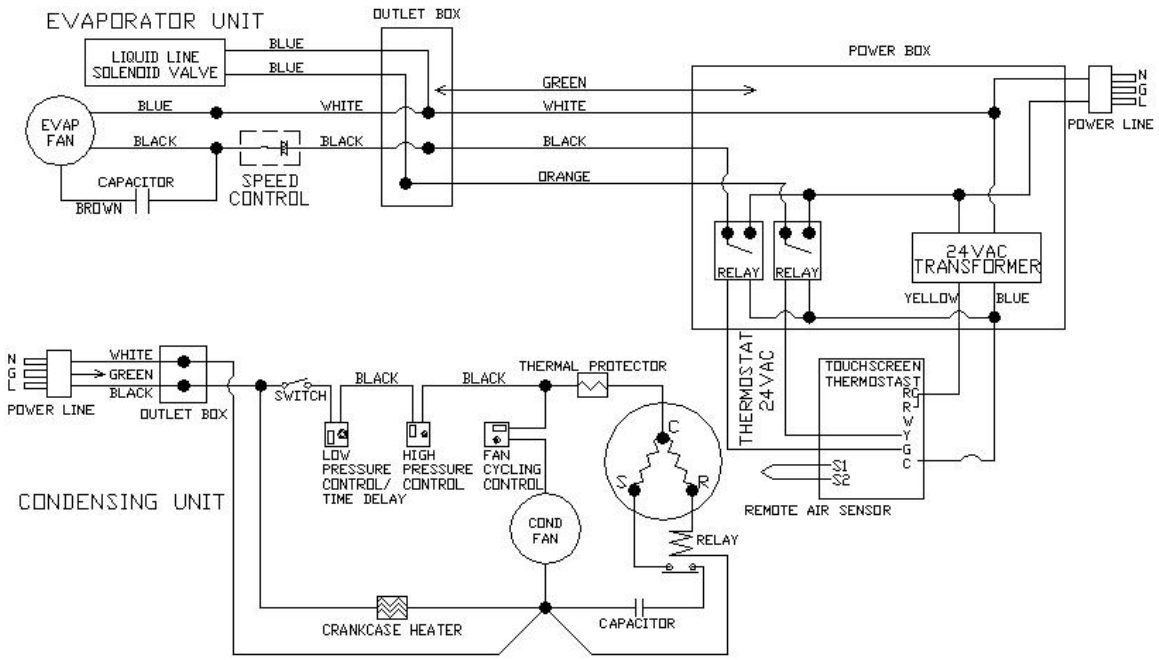 EVAPORATOR UNIT
OUTLET BOX
LIQUID LINE
SOLENOID VALVE
BLUE
BLUE
POWER BOX
GREEN
N
G
L
POWER LINE
EVAP
FAN
BLUE
WHITE
WHITE
BLACK
BLACK
BLACK
CAPACITOR
BROWN
SPEED
CONTROL
ORANGE
RELAY
RELAY
24VAC
TRANSFORMER
YELLOW
BLUE
THERMOSTAT
24VAC
N
G
L
POWER LINE
WHITE
GREEN
BLACK
OUTLET BOX
SWITCH
BLACK
BLACK
THERMAL PROTECTOR
LOW
PRESSURE
CONTROL/
TIME DELAY
HIGH
PRESSURE
CONTROL
FAN
CYCLING
CONTROL
C
S
R
TOUCHSCREEN
THERMOSTAST
RC
R
W
Y
G
C
S1
S2
REMOTE AIR SENSOR
CONDENSING UNIT
COND
FAN
RELAY
CRANKCASE HEATER
CAPACITOR